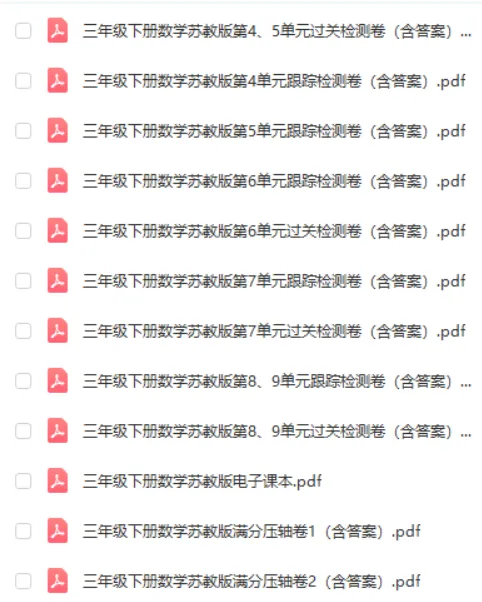 三年级下册数学苏教版第4、5单元过关检测卷（含答案）...
三年级下册数学苏教版第4单元跟踪检测卷（含答案）.pdf
三年级下册数学苏教版第5单元跟踪检测卷（含答案）.pdf
三年级下册数学苏教版第6单元跟踪检测卷（含答案）.pdf
三年级下册数学苏教版第6单元过关检测卷（含答案）.pdf
三年级下册数学苏教版第7单元跟踪检测卷（含答案）.pdf
三年级下册数学苏教版第7单元过关检测卷（含答案）.pdf
三年级下册数学苏教版第8、9单元跟踪检测卷（含答案）...
三年级下册数学苏教版第8、9单元过关检测卷（含答案）...
三年级下册数学苏教版电子课本.pdf
三年级下册数学苏教版满分压轴卷1（含答案）.pdf
三年级下册数学苏教版满分压轴卷2（含答案）.pdf